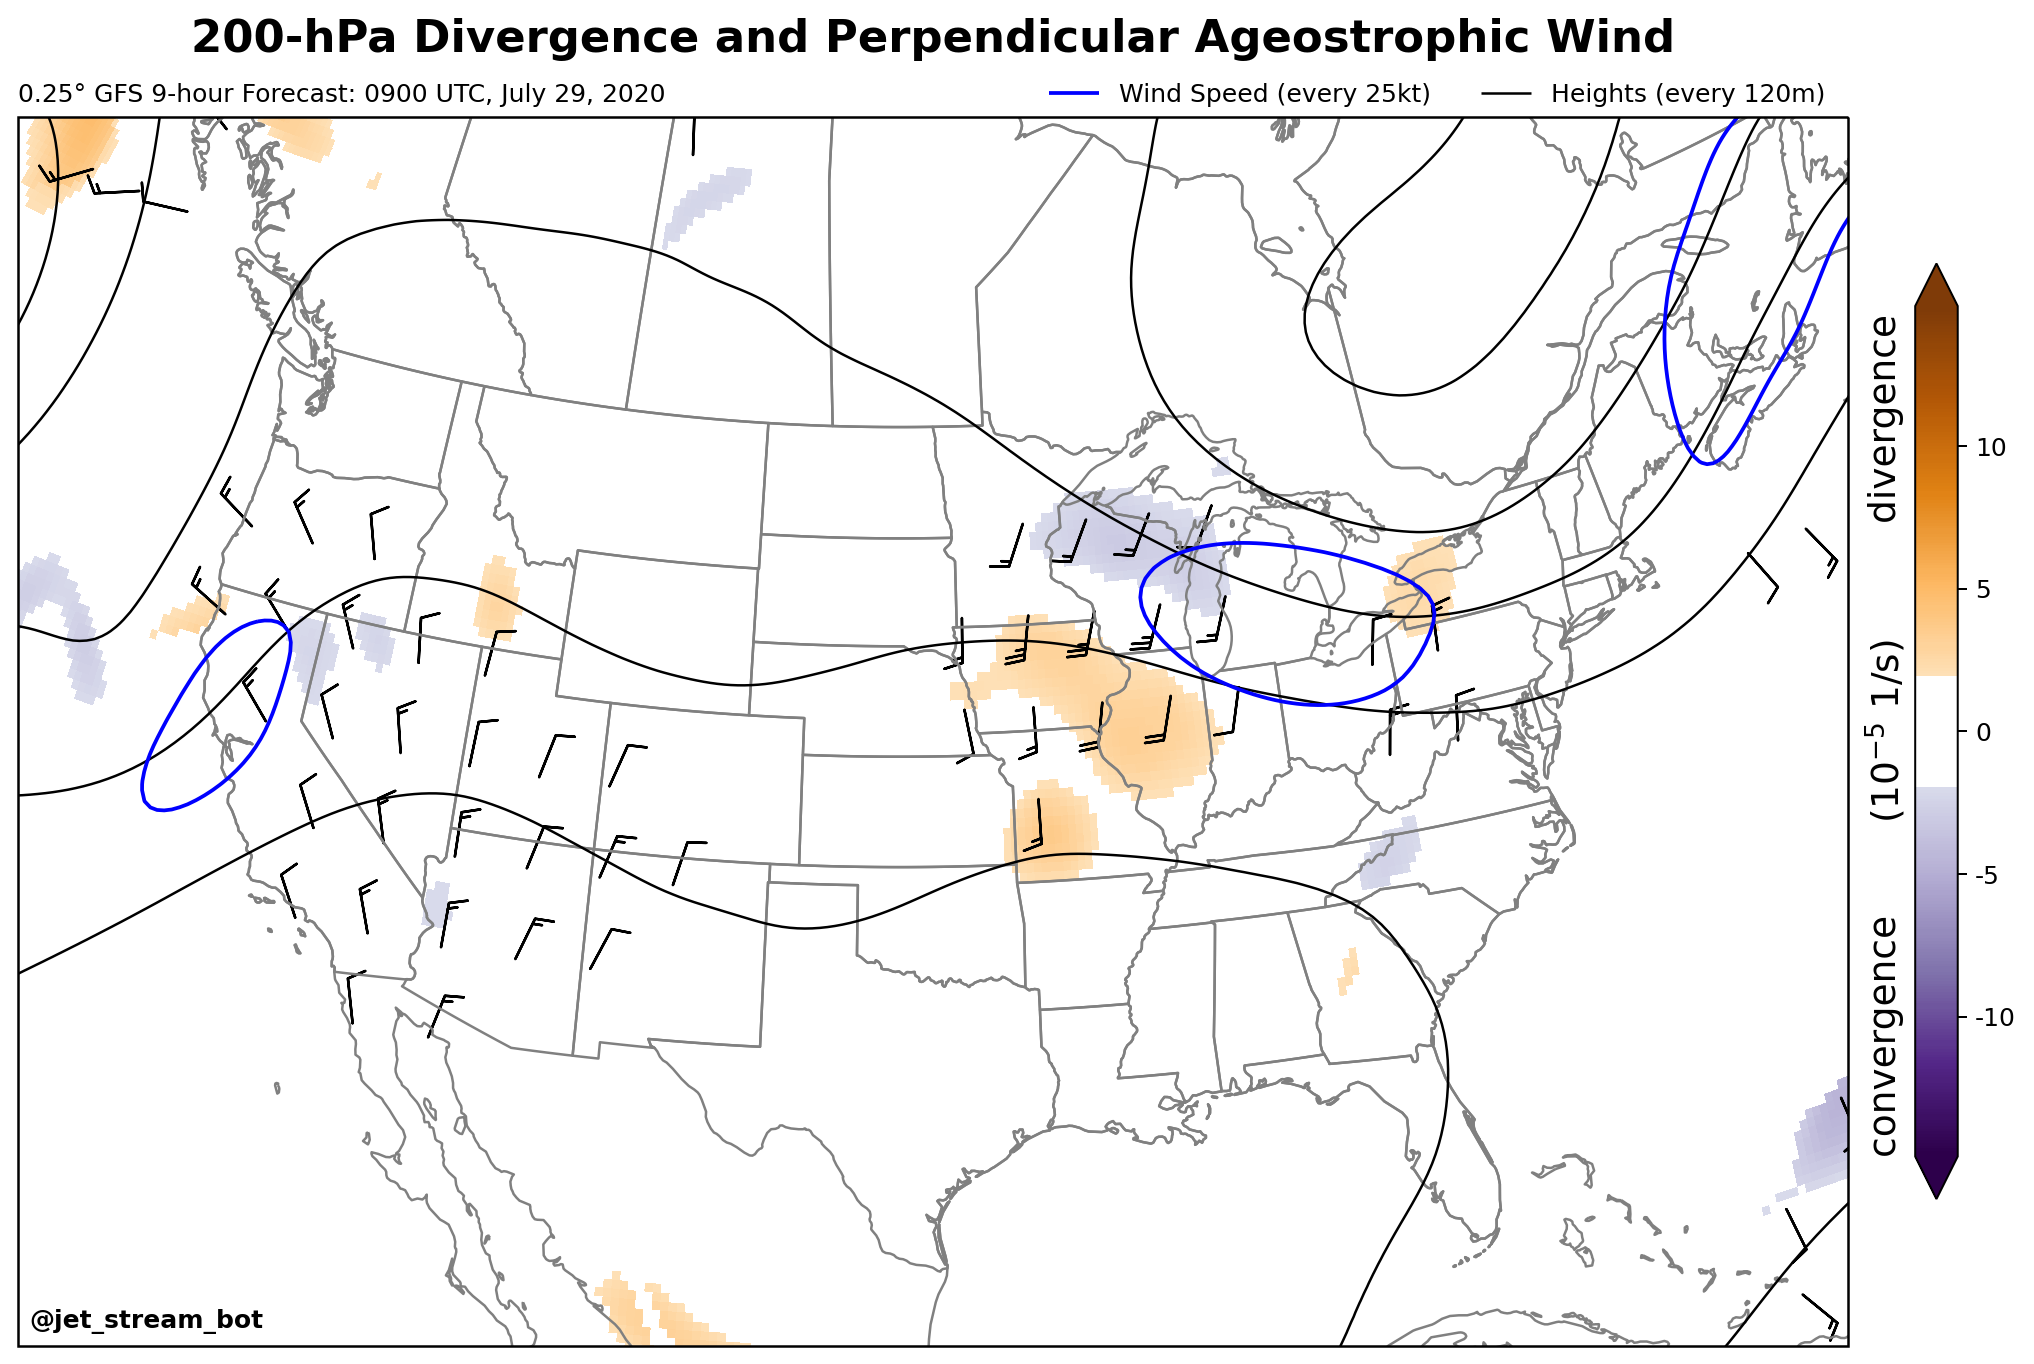 200-hPa Divergence and Perpendicular Ageostrophic Wind
0.25° GFS 9-hour Forecast: 0900 UTC, July 29, 2020
Wind Speed (every 25kt)
Heights (every 120m)
10
5
0
-5
-10
convergence (10⁻⁵ 1/s) divergence
@jet_stream_bot